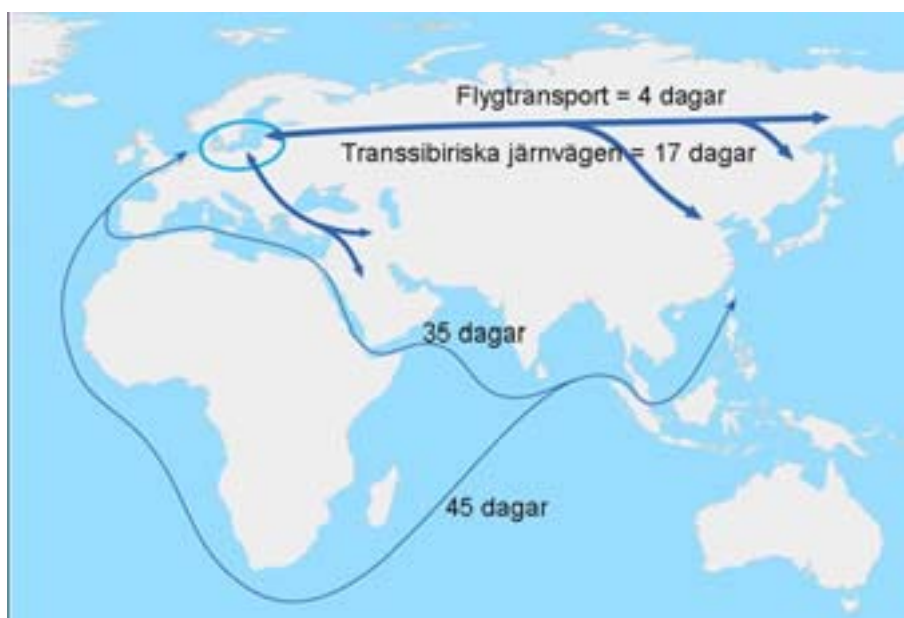 Flygtransport = 4 dagar
Transsibiriska järnvägen = 17 dagar
35 dagar
45 dagar